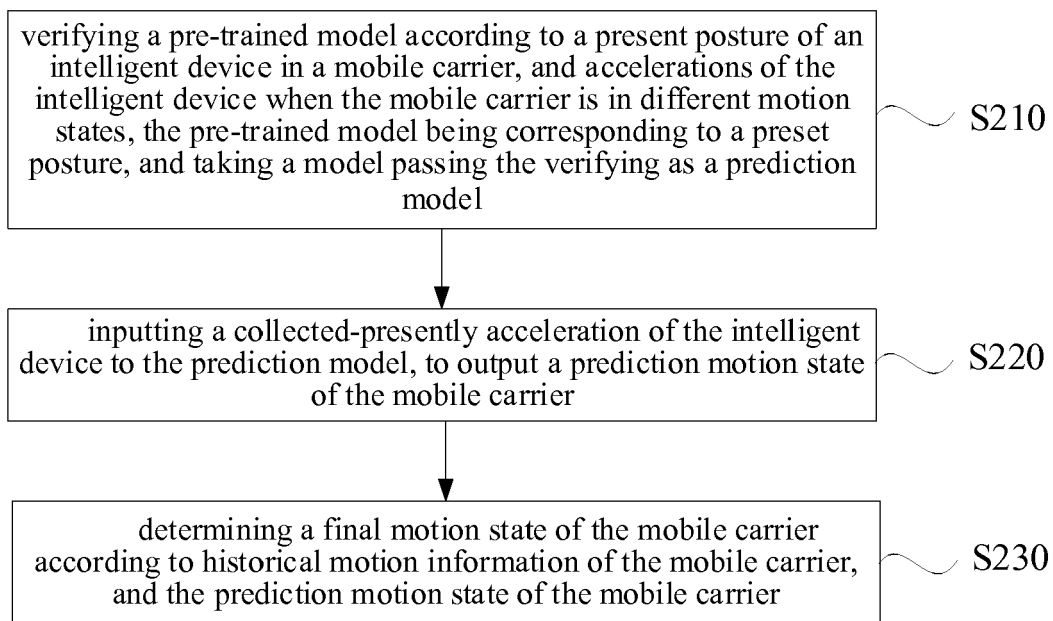 verifying a pre-trained model according to a present posture of an
intelligent device in a mobile carrier, and accelerations of the
intelligent device when the mobile carrier is in different motion
states, the pre-trained model being corresponding to a preset
posture, and taking a model passing the verifying as a prediction
model
S210
inputting a collected-presently acceleration of the intelligent
device to the prediction model, to output a prediction motion state
of the mobile carrier
S220
determining a final motion state of the mobile carrier
according to historical motion information of the mobile carrier,
and the prediction motion state of the mobile carrier
S230